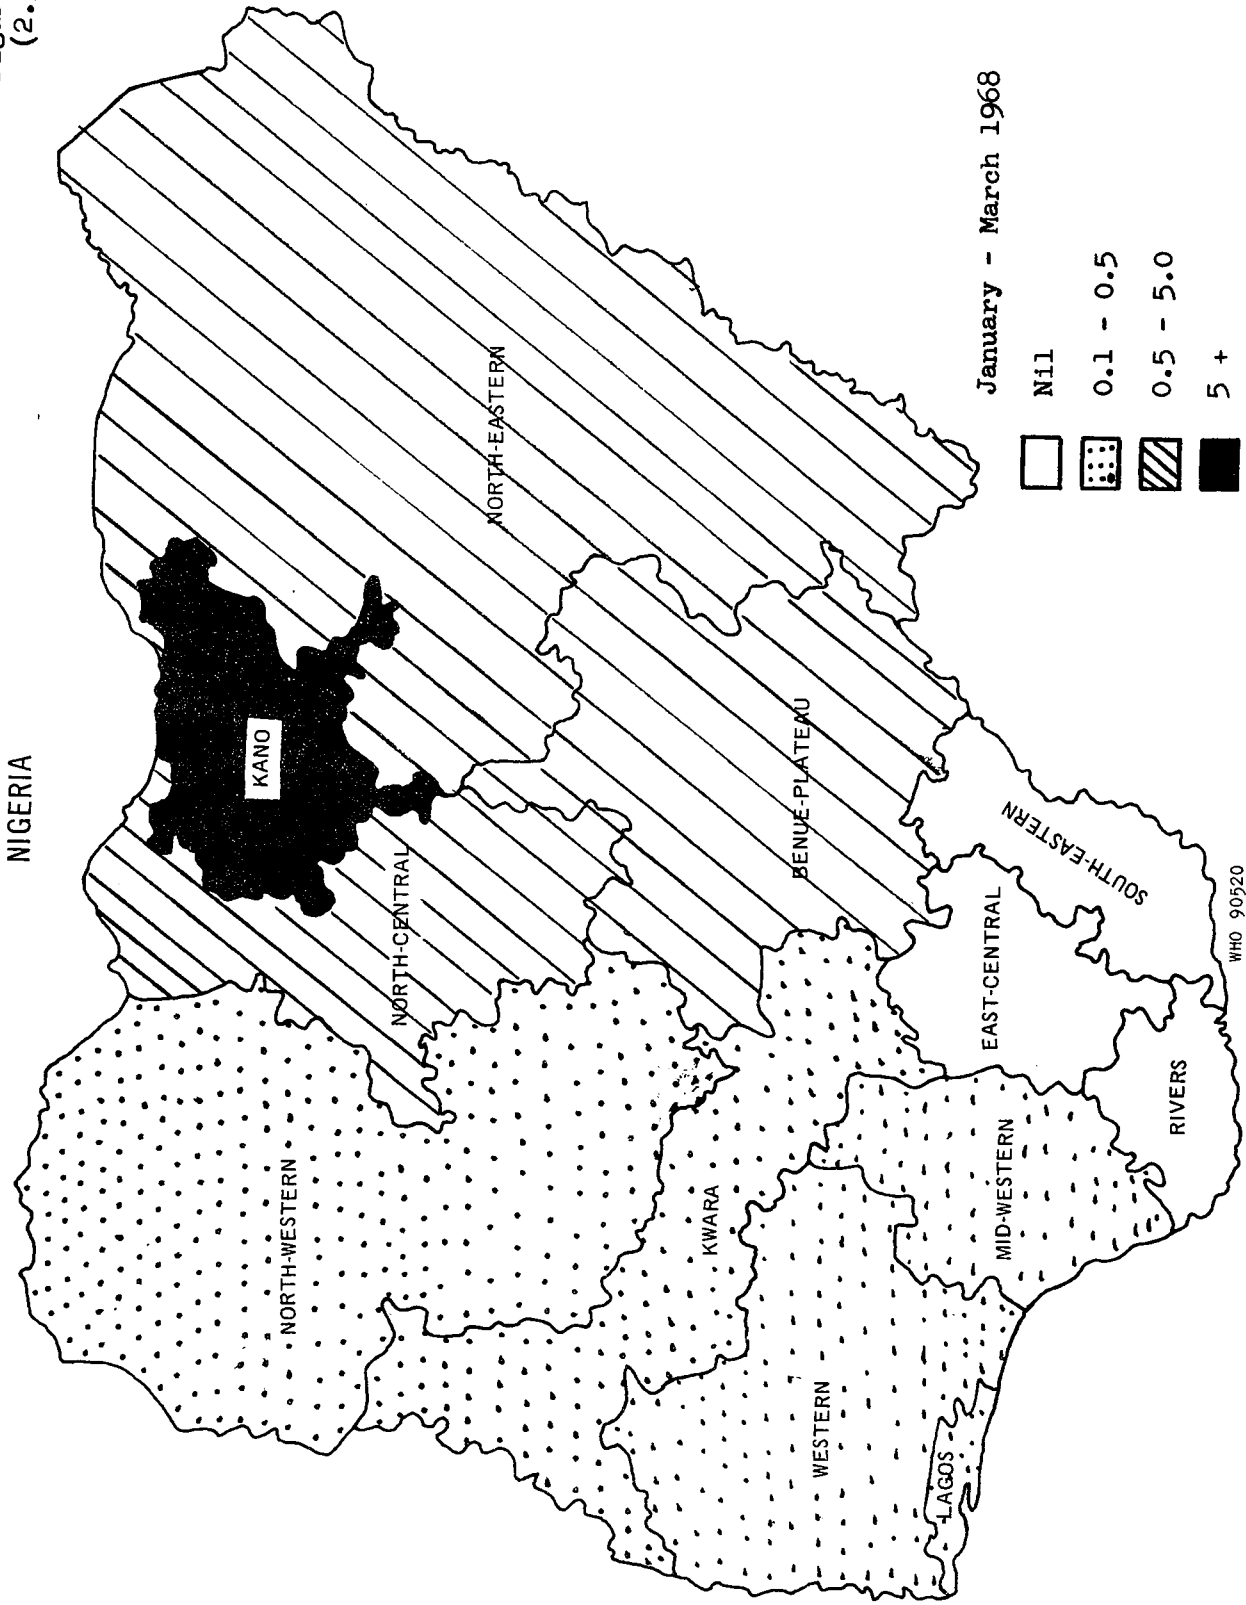 (2.
NIGERIA
KANO
NORTH-EASTERN
NORTH-CENTRAL
NORTH-WESTERN
BENUE-PLATEAU
KWARA
WESTERN
LAGOS
MID-WESTERN
EAST-CENTRAL
SOUTH-EASTERN
RIVERS
January - March 1968
Nil
0.1 - 0.5
0.5 - 5.0
5 +
WHO 90520